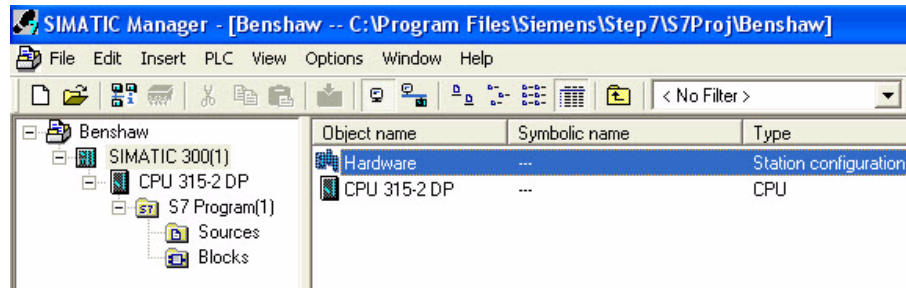 SIMATIC Manager - [Benshaw -- C:\Program Files\Siemens\Step7\S7Proj\Benshaw]
File Edit Insert PLC View Options Window Help
< No Filter >
Benshaw
SIMATIC 300(1)
CPU 315-2 DP
S7 Program(1)
Sources
Blocks
Object name Symbolic name Type
Hardware --- Station configuration
CPU 315-2 DP --- CPU